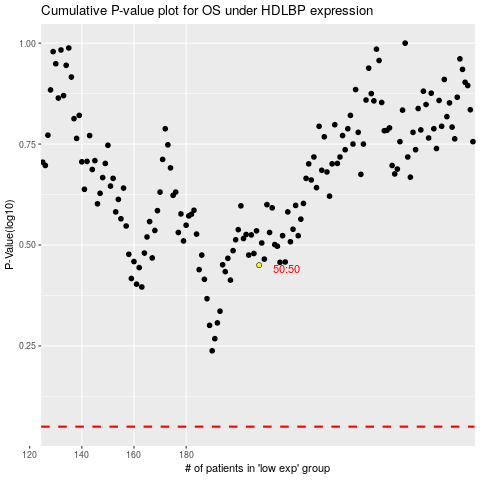 Cumulative P-value plot for OS under HDLBP expression
1.00
0.75
0.50
0.25
P-Value(log10)
50:50
120 140 160 180
# of patients in 'low exp' group